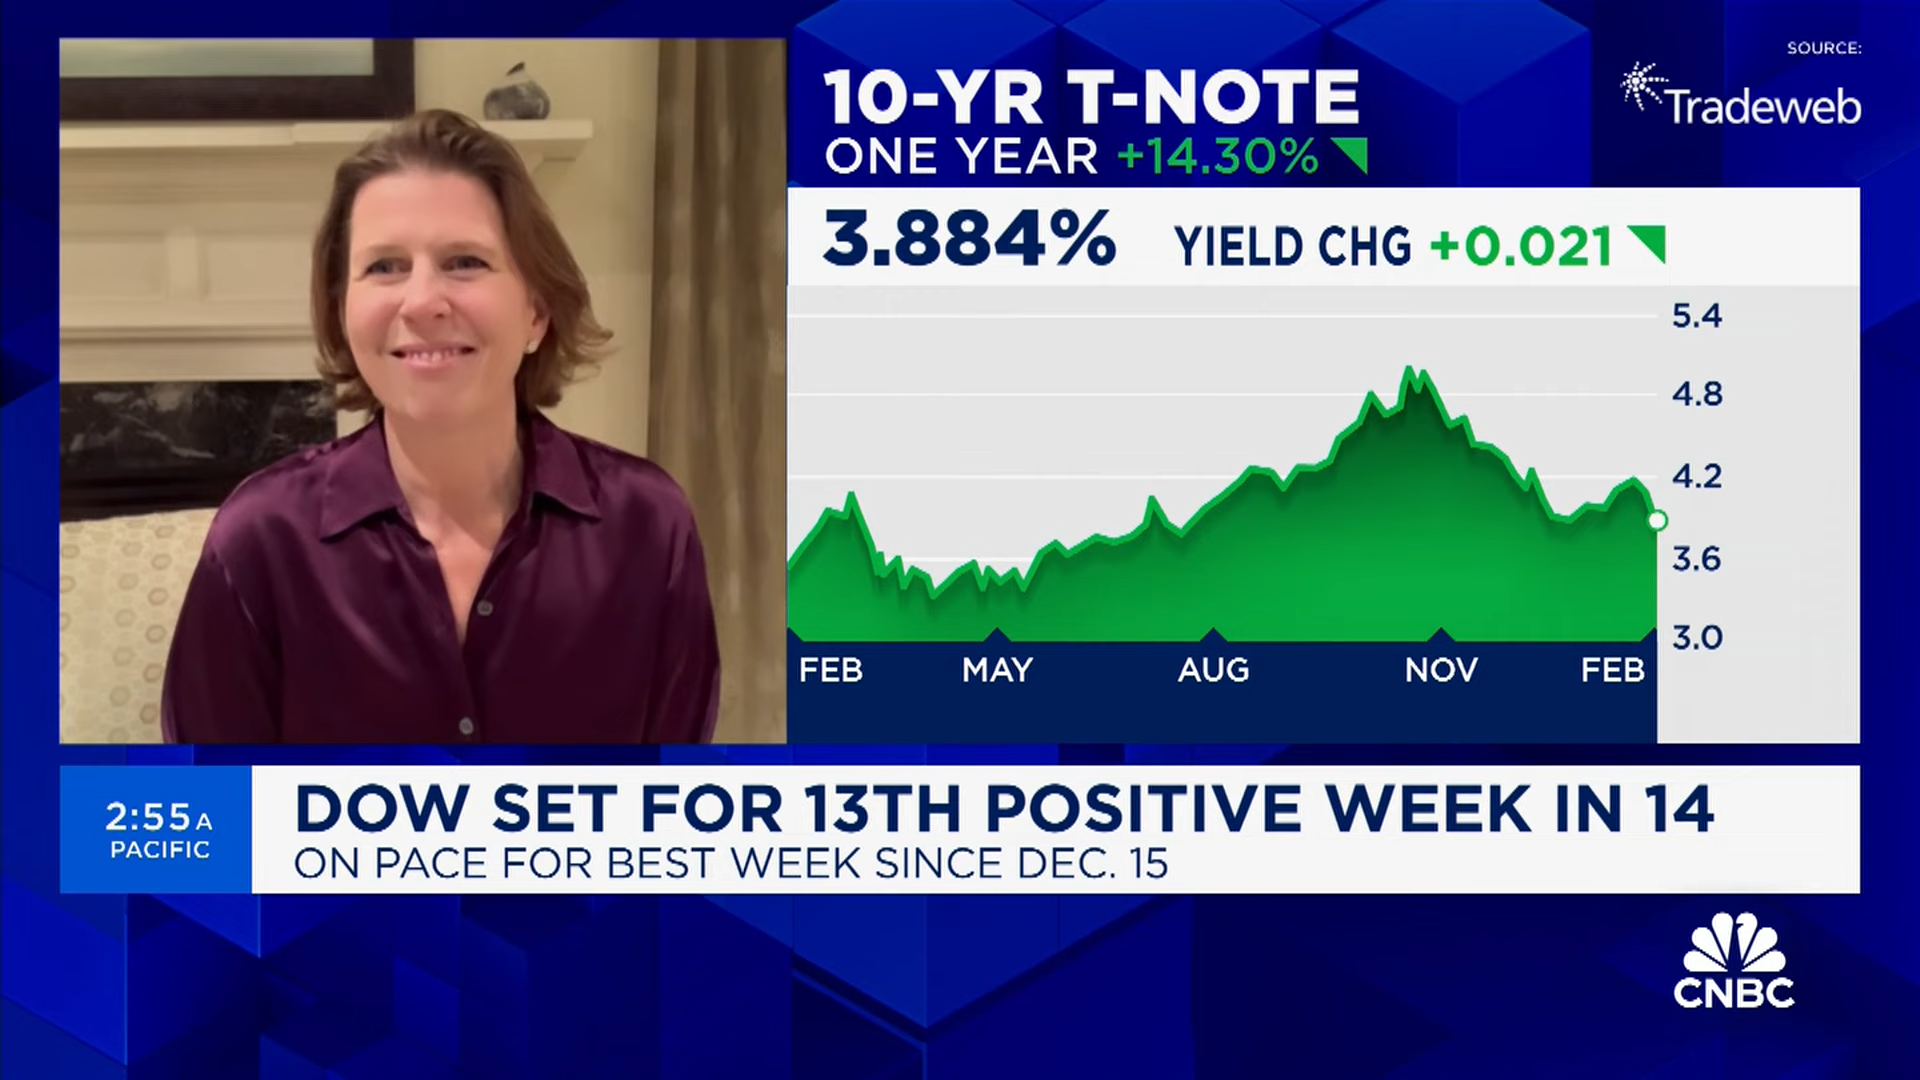 SOURCE:
Tradeweb
10-YR T-NOTE
ONE YEAR +14.30%
3.884% YIELD CHG +0.021
5.4
4.8
4.2
3.6
3.0
FEB MAY AUG NOV FEB
2:55A
PACIFIC
DOW SET FOR 13TH POSITIVE WEEK IN 14
ON PACE FOR BEST WEEK SINCE DEC. 15
CNBC